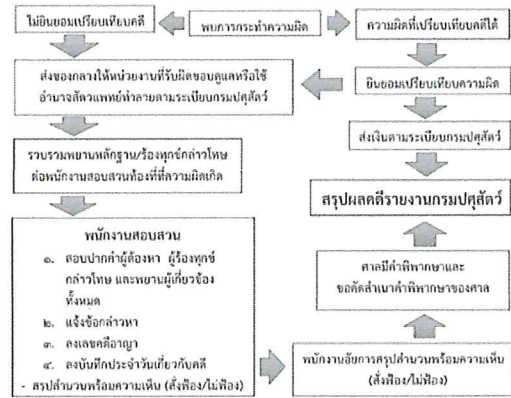 ไม่ยินยอมเปรียบเทียบคดี
พบการกระทำความผิด
ความผิดที่เปรียบเทียบคดีได้
ส่งของกลางให้หน่วยงานที่รับผิดชอบดูแลหรือใช้
อำนาจสัตวแพทย์ทำลายตามระเบียบกรมปศุสัตว์
ยินยอมเปรียบเทียบความผิด
ส่งเงินตามระเบียบกรมปศุสัตว์
รวบรวมพยานหลักฐาน/ร้องทุกข์กล่าวโทษ
ต่อพนักงานสอบสวนท้องที่ที่ความผิดเกิด
สรุปผลคดีรายงานกรมปศุสัตว์
พนักงานสอบสวน
๑. สอบปากคำผู้ต้องหา ผู้ร้องทุกข์
กล่าวโทษ และพยานผู้เกี่ยวข้อง
ทั้งหมด
๒. แจ้งข้อกล่าวหา
๓. ลงเลขคดีอาญา
๔. ลงบันทึกประจำวันเกี่ยวกับคดี
- สรุปสำนวนพร้อมความเห็น (สั่งฟ้อง/ไม่ฟ้อง)
ศาลมีคำพิพากษาและ
ขอคัดสำเนาคำพิพากษาของศาล
พนักงานอัยการสรุปสำนวนพร้อมความเห็น
(สั่งฟ้อง/ไม่ฟ้อง)